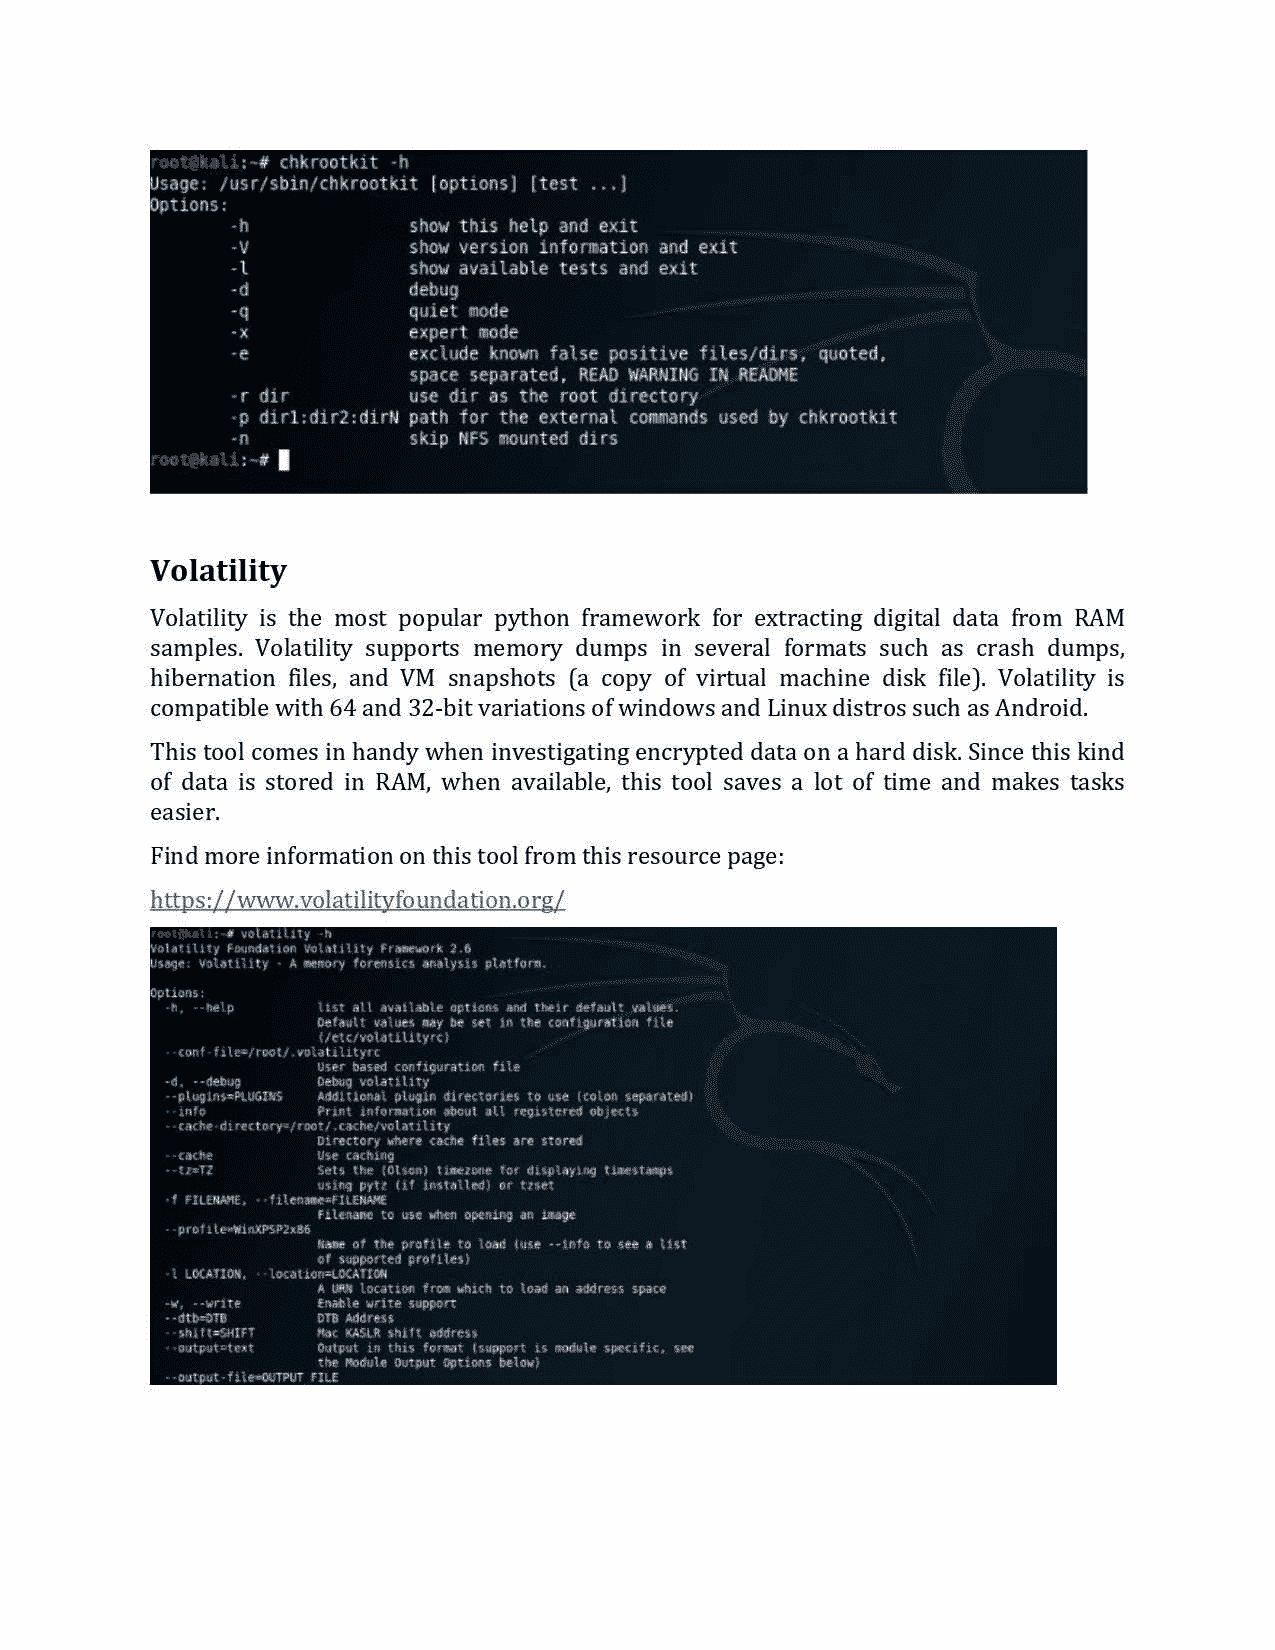 root@kali:~# chkrootkit -h
Usage: /usr/sbin/chkrootkit [options] [test ...]
Options:
-h show this help and exit
-V show version information and exit
-l show available tests and exit
-d debug
-q quiet mode
-x expert mode
-e exclude known false positive files/dirs, quoted,
space separated, READ WARNING IN README
-r dir use dir as the root directory
-p dir1:dir2:dirN path for the external commands used by chkrootkit
-n skip NFS mounted dirs
root@kali:~#
Volatility
Volatility is the most popular python framework for extracting digital data from RAM
samples. Volatility supports memory dumps in several formats such as crash dumps,
hibernation files, and VM snapshots (a copy of virtual machine disk file). Volatility is
compatible with 64 and 32-bit variations of windows and Linux distros such as Android.
This tool comes in handy when investigating encrypted data on a hard disk. Since this kind
of data is stored in RAM, when available, this tool saves a lot of time and makes tasks
easier.
Find more information on this tool from this resource page:
https://www.volatilityfoundation.org/
root@kali:~# volatility -h
Volatility Foundation Volatility Framework 2.6
Usage: Volatility - A memory forensics analysis platform.
Options:
-h, --help list all available options and their default values.
Default values may be set in the configuration file
(/etc/volatilityrc)
--conf-file=/root/.volatilityrc
User based configuration file
-d, --debug Debug volatility
--plugins=PLUGINS Additional plugin directories to use (colon separated)
--info Print information about all registered objects
--cache-directory=/root/.cache/volatility
Directory where cache files are stored
--cache Use caching
--tz=TZ Sets the (Olson) timezone for displaying timestamps
using pytz (if installed) or tzset
-f FILENAME, --filename=FILENAME
Filename to use when opening an image
--profile=WinXPSP2x86
Name of the profile to load (use --info to see a list
of supported profiles)
-l LOCATION, --location=LOCATION
A URN location from which to load an address space
-w, --write Enable write support
--dtb=DTB DTB Address
--shift=SHIFT Mac KASLR shift address
--output=text Output in this format (support is module specific, see
the Module Output Options below)
--output-file=OUTPUT_FILE